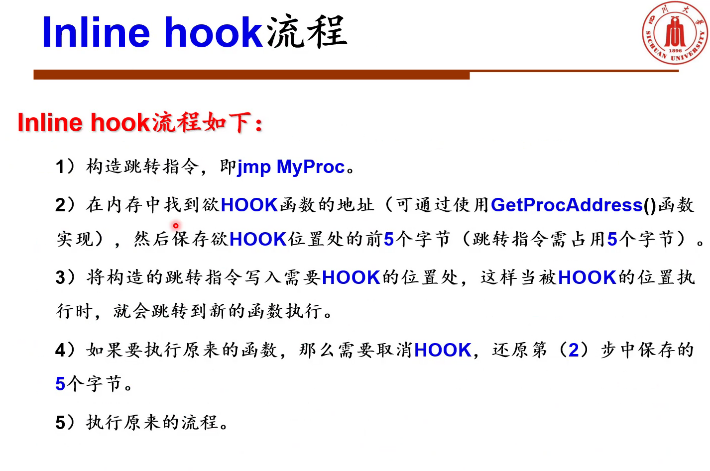 Inline hook流程
四川大学
SICHUAN UNIVERSITY
1896
Inline hook流程如下：
1）构造跳转指令，即jmp MyProc。
2）在内存中找到欲HOOK函数的地址（可通过使用GetProcAddress()函数
实现），然后保存欲HOOK位置处的前5个字节（跳转指令需占用5个字节）。
3）将构造的跳转指令写入需要HOOK的位置处，这样当被HOOK的位置执
行时，就会跳转到新的函数执行。
4）如果要执行原来的函数，那么需要取消HOOK，还原第（2）步中保存的
5个字节。
5）执行原来的流程。